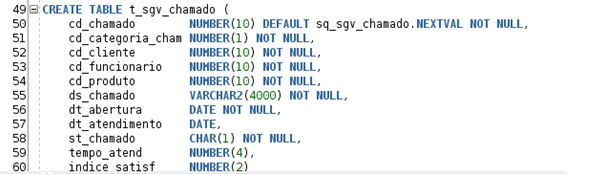 49 CREATE TABLE t_sgv_chamado (
50 cd_chamado NUMBER(10) DEFAULT sq_sgv_chamado.NEXTVAL NOT NULL,
51 cd_categoria_cham NUMBER(1) NOT NULL,
52 cd_cliente NUMBER(10) NOT NULL,
53 cd_funcionario NUMBER(10) NOT NULL,
54 cd_produto NUMBER(10) NOT NULL,
55 ds_chamado VARCHAR2(4000) NOT NULL,
56 dt_abertura DATE NOT NULL,
57 dt_atendimento DATE,
58 st_chamado CHAR(1) NOT NULL,
59 tempo_atend NUMBER(4),
60 indice_satisf NUMBER(2)